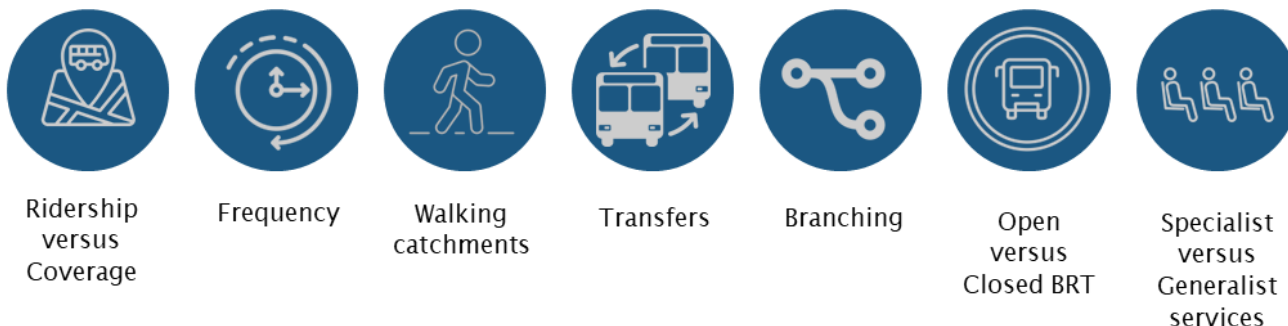 Ridership
versus
Coverage
Frequency
Walking
catchments
Transfers
Branching
Open
versus
Closed BRT
Specialist
versus
Generalist
services